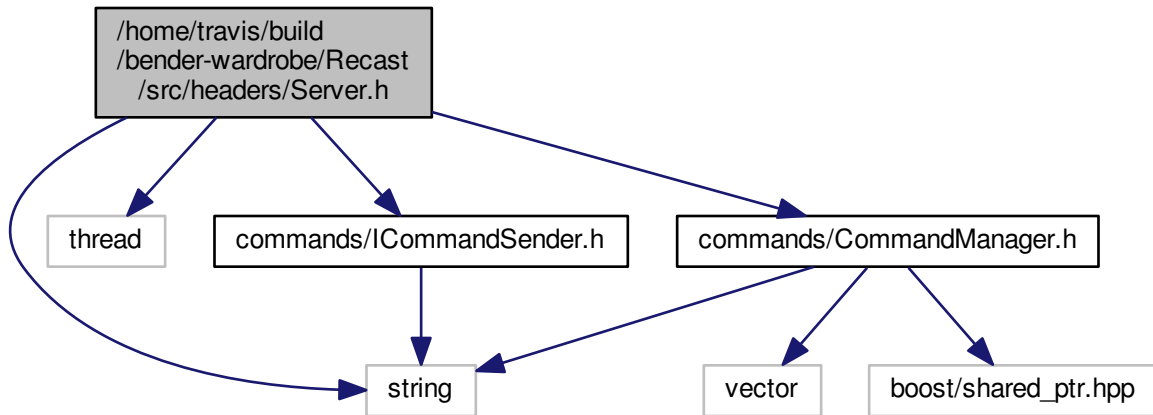 /home/travis/build
/bender-wardrobe/Recast
/src/headers/Server.h
thread
commands/ICommandSender.h
commands/CommandManager.h
string
vector
boost/shared_ptr.hpp